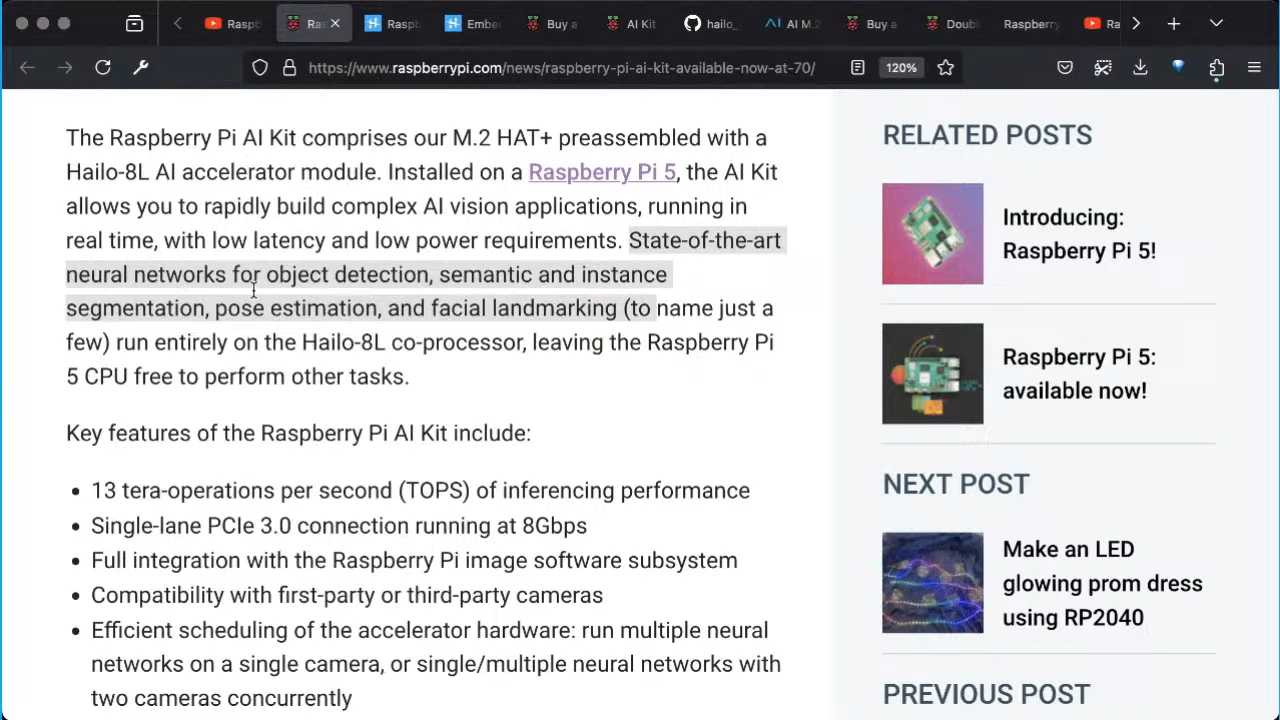 Raspb
Ras
Raspb
Embe
Buy a
AI Kit
hailo_
AI M.2
Buy a
Doub
Raspberry
Ra
https://www.raspberrypi.com/news/raspberry-pi-ai-kit-available-now-at-70/
120%
The Raspberry Pi AI Kit comprises our M.2 HAT+ preassembled with a
Hailo-8L AI accelerator module. Installed on a Raspberry Pi 5, the AI Kit
allows you to rapidly build complex AI vision applications, running in
real time, with low latency and low power requirements. State-of-the-art
neural networks for object detection, semantic and instance
segmentation, pose estimation, and facial landmarking (to name just a
few) run entirely on the Hailo-8L co-processor, leaving the Raspberry Pi
5 CPU free to perform other tasks.
Key features of the Raspberry Pi AI Kit include:
• 13 tera-operations per second (TOPS) of inferencing performance
• Single-lane PCIe 3.0 connection running at 8Gbps
• Full integration with the Raspberry Pi image software subsystem
• Compatibility with first-party or third-party cameras
• Efficient scheduling of the accelerator hardware: run multiple neural
networks on a single camera, or single/multiple neural networks with
two cameras concurrently
RELATED POSTS
Introducing:
Raspberry Pi 5!
Raspberry Pi 5:
available now!
NEXT POST
Make an LED
glowing prom dress
using RP2040
PREVIOUS POST